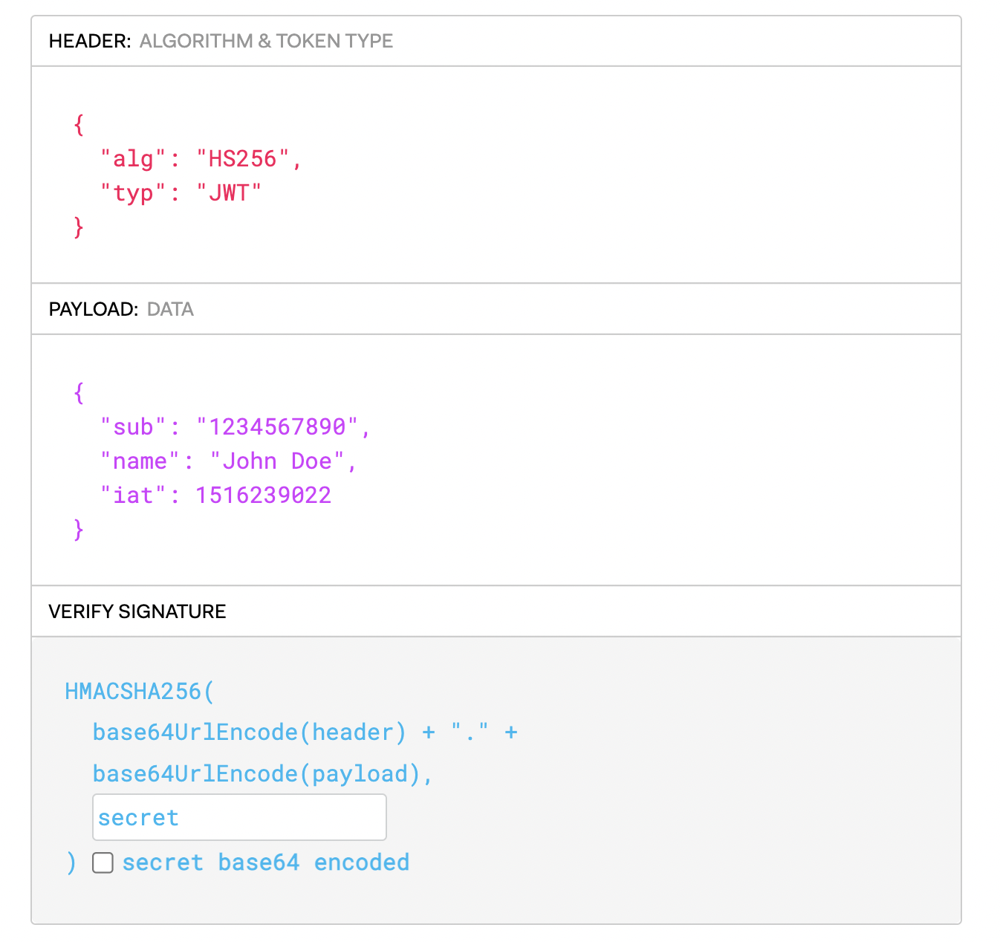 HEADER: ALGORITHM & TOKEN TYPE
{
"alg": "HS256",
"typ": "JWT"
}
PAYLOAD: DATA
{
"sub": "1234567890",
"name": "John Doe",
"iat": 1516239022
}
VERIFY SIGNATURE
HMACSHA256(
base64UrlEncode(header) + "." +
base64UrlEncode(payload),
secret
) secret base64 encoded